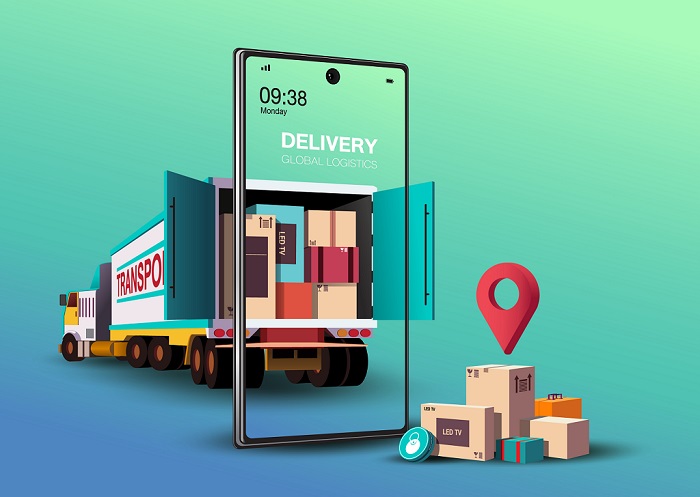 09:38
Monday
DELIVERY
GLOBAL LOGISTICS
LED TV
TRANSPO
LED TV
LED TV